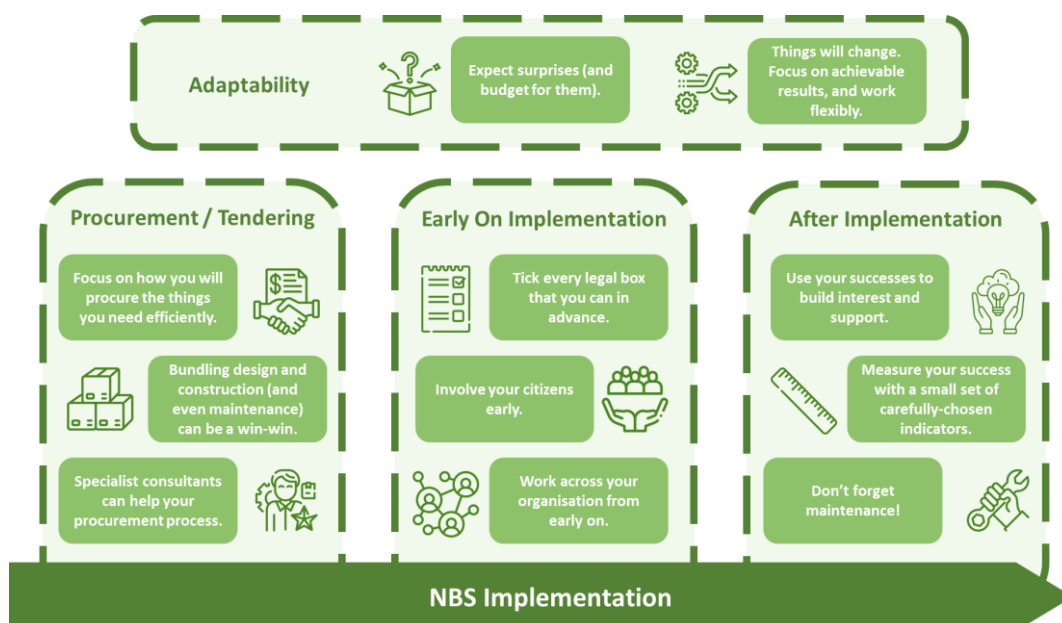 Adaptability
Expect surprises (and
budget for them).
Things will change.
Focus on achievable
results, and work
flexibly.
Procurement / Tendering
Focus on how you will
procure the things
you need efficiently.
Bundling design and
construction (and
even maintenance)
can be a win-win.
Specialist consultants
can help your
procurement process.
Early On Implementation
Tick every legal box
that you can in
advance.
Involve your citizens
early.
Work across your
organisation from
early on.
After Implementation
Use your successes to
build interest and
support.
Measure your success
with a small set of
carefully-chosen
indicators.
Don't forget
maintenance!
NBS Implementation